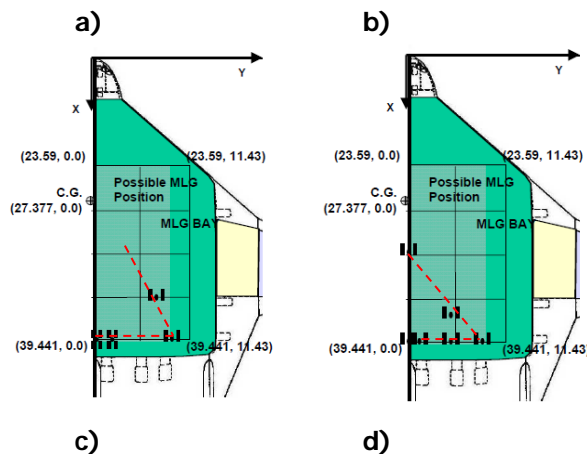 a)
b)
Y
X
(23.59, 0.0)
(23.59, 11.43)
Possible MLG
Position
C.G.
(27.377, 0.0)
MLG BAY
(39.441, 0.0)
(39.441, 11.43)
Y
X
(23.59, 0.0)
(23.59, 11.43)
Possible MLG
Position
C.G.
(27.377, 0.0)
MLG BAY
(39.441, 0.0)
(39.441, 11.43)
c)
d)